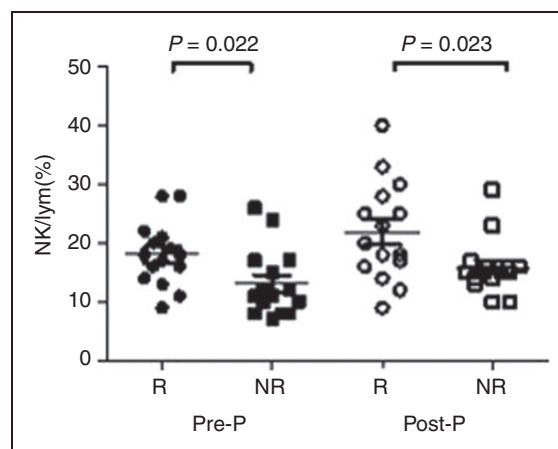 P = 0.022
P = 0.023
50
40
30
20
10
0
NK/lym(%)
R
NR
R
NR
Pre-P
Post-P